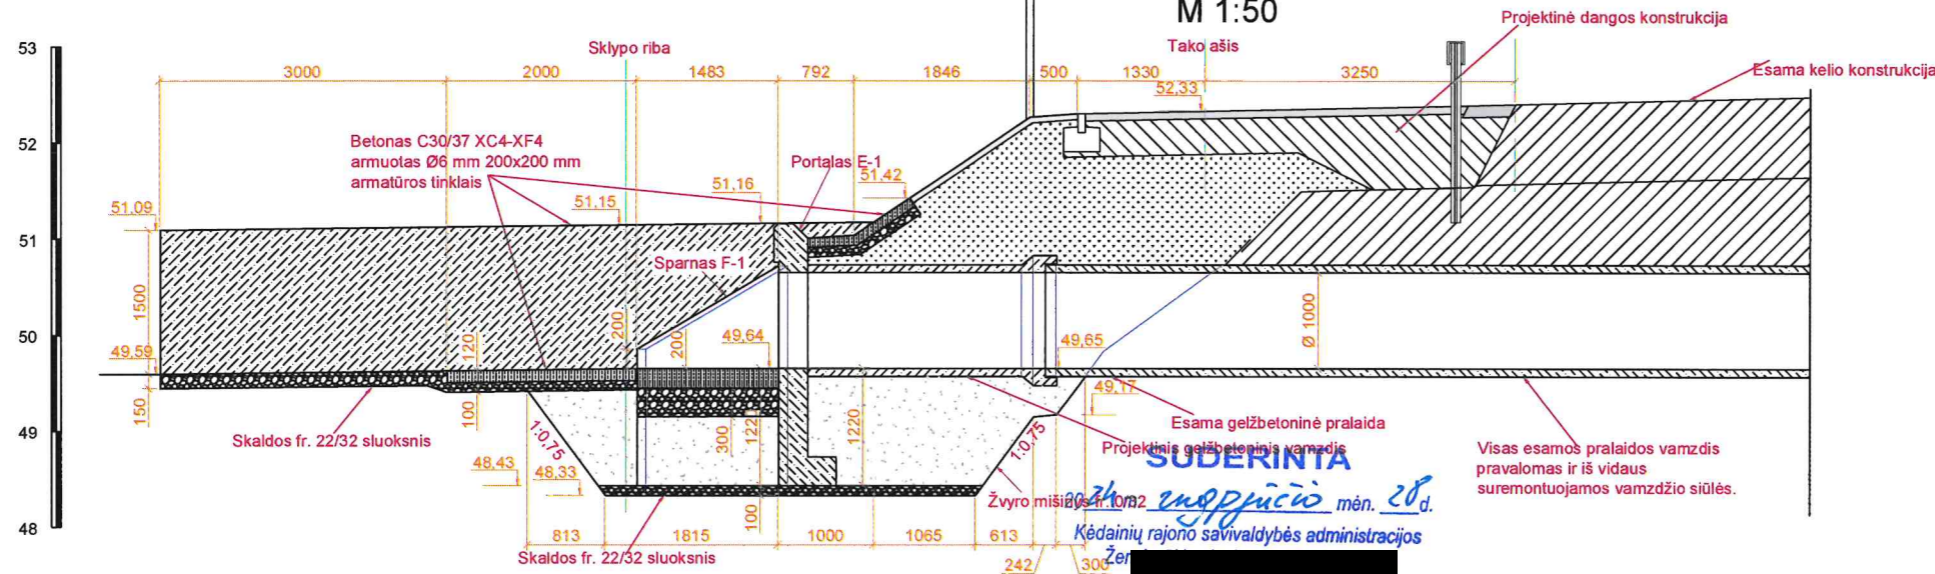 M 1:50
Projektinė dangos konstrukcija
Sklypo riba
Tako ašis
Esama kelio konstrukcija
53
52
51
50
49
48
3000
2000
1483
792
1846
500
1330
3250
52,33
Betonas C30/37 XC4-XF4
armuotas Ø6 mm 200x200 mm
armatūros tinklais
Portalas E-1
51,42
51,16
51,15
51,09
Sparnas F-1
1500
200
200
120
49,64
49,65
Ø 1000
49,59
49,17
150
100
Skaldos fr. 22/32 sluoksnis
1:0,75
300
1220
1220
1:0,75
Esama gelžbetoninė pralaida
Projektinis gelžbetoninis vamzdis
Visas esamos pralaidos vamzdis
pravalomas ir iš vidaus
suremontuojamos vamzdžio siūlės.
48,43
48,33
100
SUDERINTA
Žvyro mišinys fr. 0/32
2024 m. rugpjūčio mėn. 28 d.
Kėdainių rajono savivaldybės administracijos
813
1815
1000
1065
613
242
300
Skaldos fr. 22/32 sluoksnis